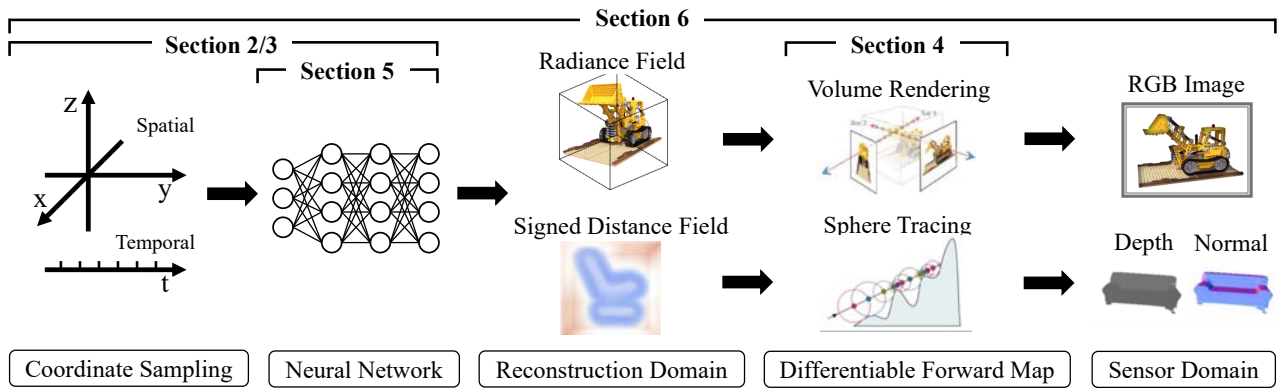 Section 6
Section 2/3
Section 5
Section 4
z
Spatial
x
y
Temporal
t
Radiance Field
Signed Distance Field
Volume Rendering
Sphere Tracing
RGB Image
Depth Normal
Coordinate Sampling
Neural Network
Reconstruction Domain
Differentiable Forward Map
Sensor Domain